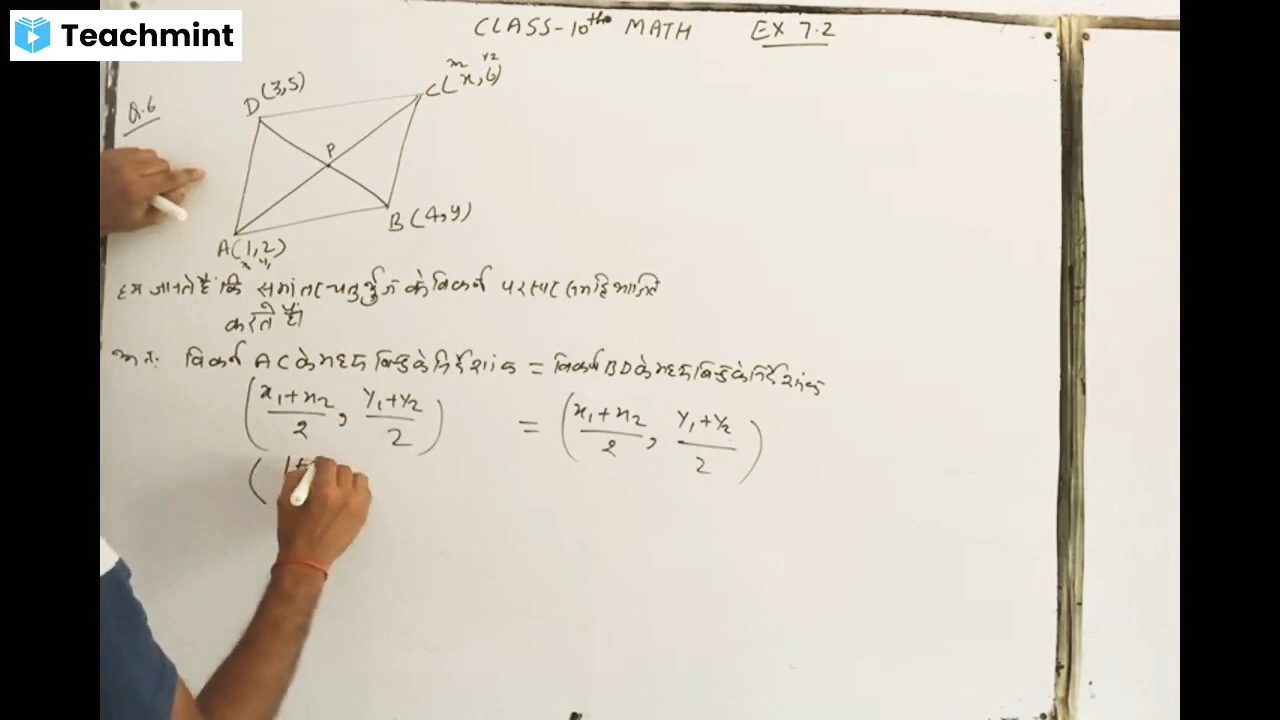 Teachmint
CLASS-10th MATH EX 7.2
Q.6
D(3,5)
C(x,6)
P
B(4,y)
A(1,2)
हम जानते हैं कि समांतर चतुर्भुज के विकर्ण परस्पर समद्विभाजित
करते हैं।
अतः विकर्ण AC के मध्य बिन्दु के निर्देशांक = विकर्ण BD के मध्य बिन्दु के निर्देशांक
(x₁+x₂/2, y₁+y₂/2) = (x₁+x₂/2, y₁+y₂/2)
(1+